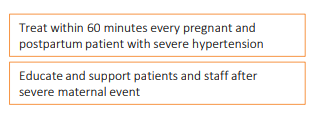 Treat within 60 minutes every pregnant and
postpartum patient with severe hypertension
Educate and support patients and staff after
severe maternal event